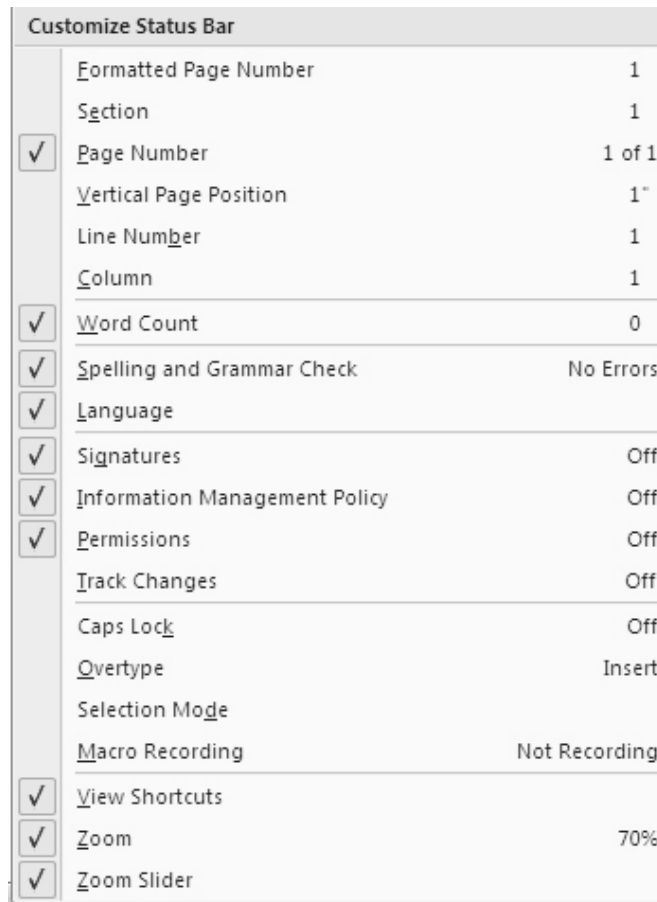 Customize Status Bar
Formatted Page Number 1
Section 1
Page Number 1 of 1
Vertical Page Position 1"
Line Number 1
Column 1
Word Count 0
Spelling and Grammar Check No Errors
Language
Signatures Off
Information Management Policy Off
Permissions Off
Track Changes Off
Caps Lock Off
Overtype Insert
Selection Mode
Macro Recording Not Recording
View Shortcuts
Zoom 70%
Zoom Slider